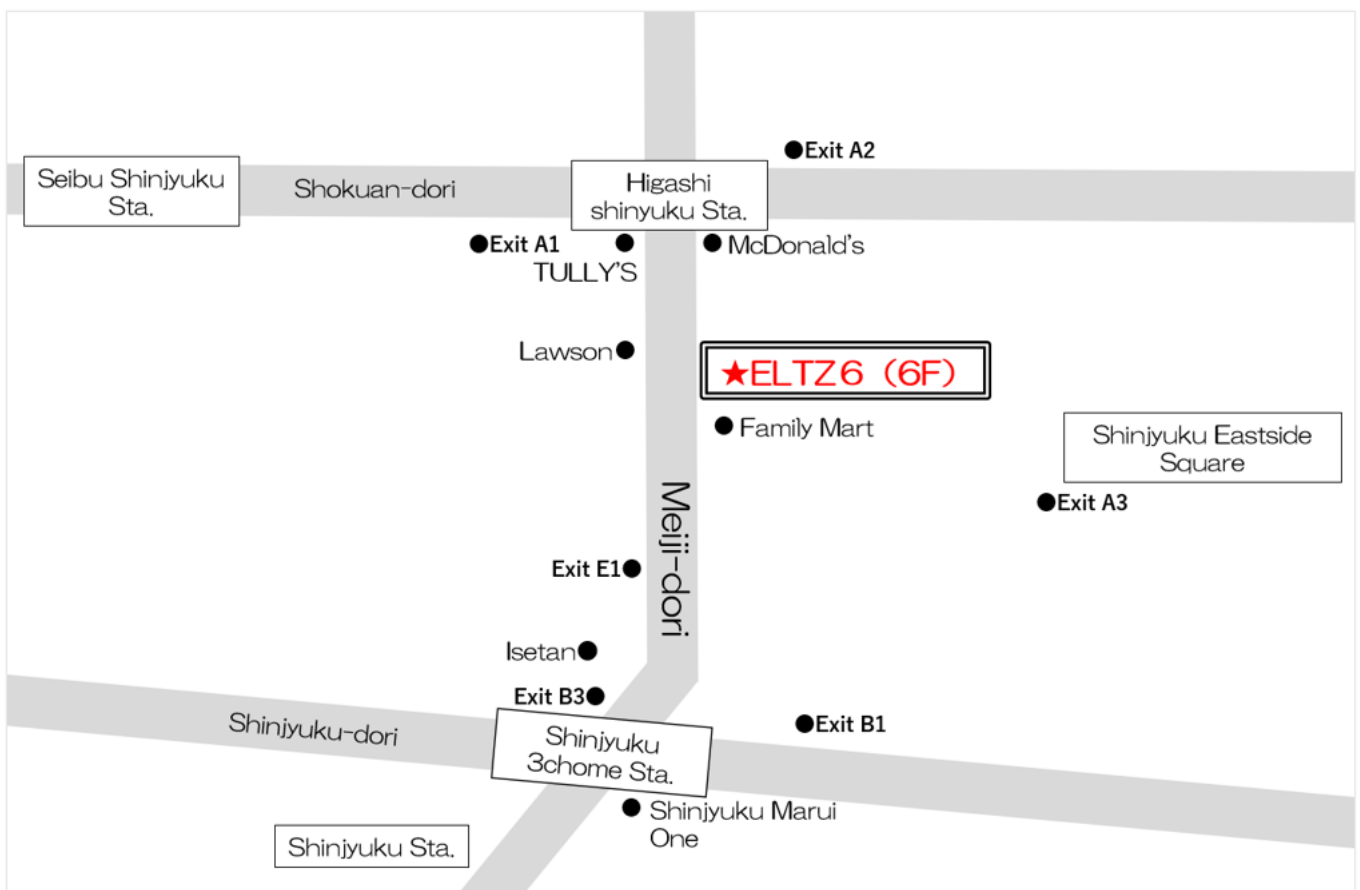 Exit A2
Seibu Shinjyuku
Sta.
Shokuan-dori
Higashi
shinyuku Sta.
Exit A1
TULLY'S
McDonald's
Lawson
★ELTZ6 (6F)
Family Mart
Shinjyuku Eastside
Square
Exit A3
Meiji-dori
Exit E1
Isetan
Exit B3
Shinjyuku-dori
Shinjyuku
3chome Sta.
Exit B1
Shinjyuku Marui
One
Shinjyuku Sta.